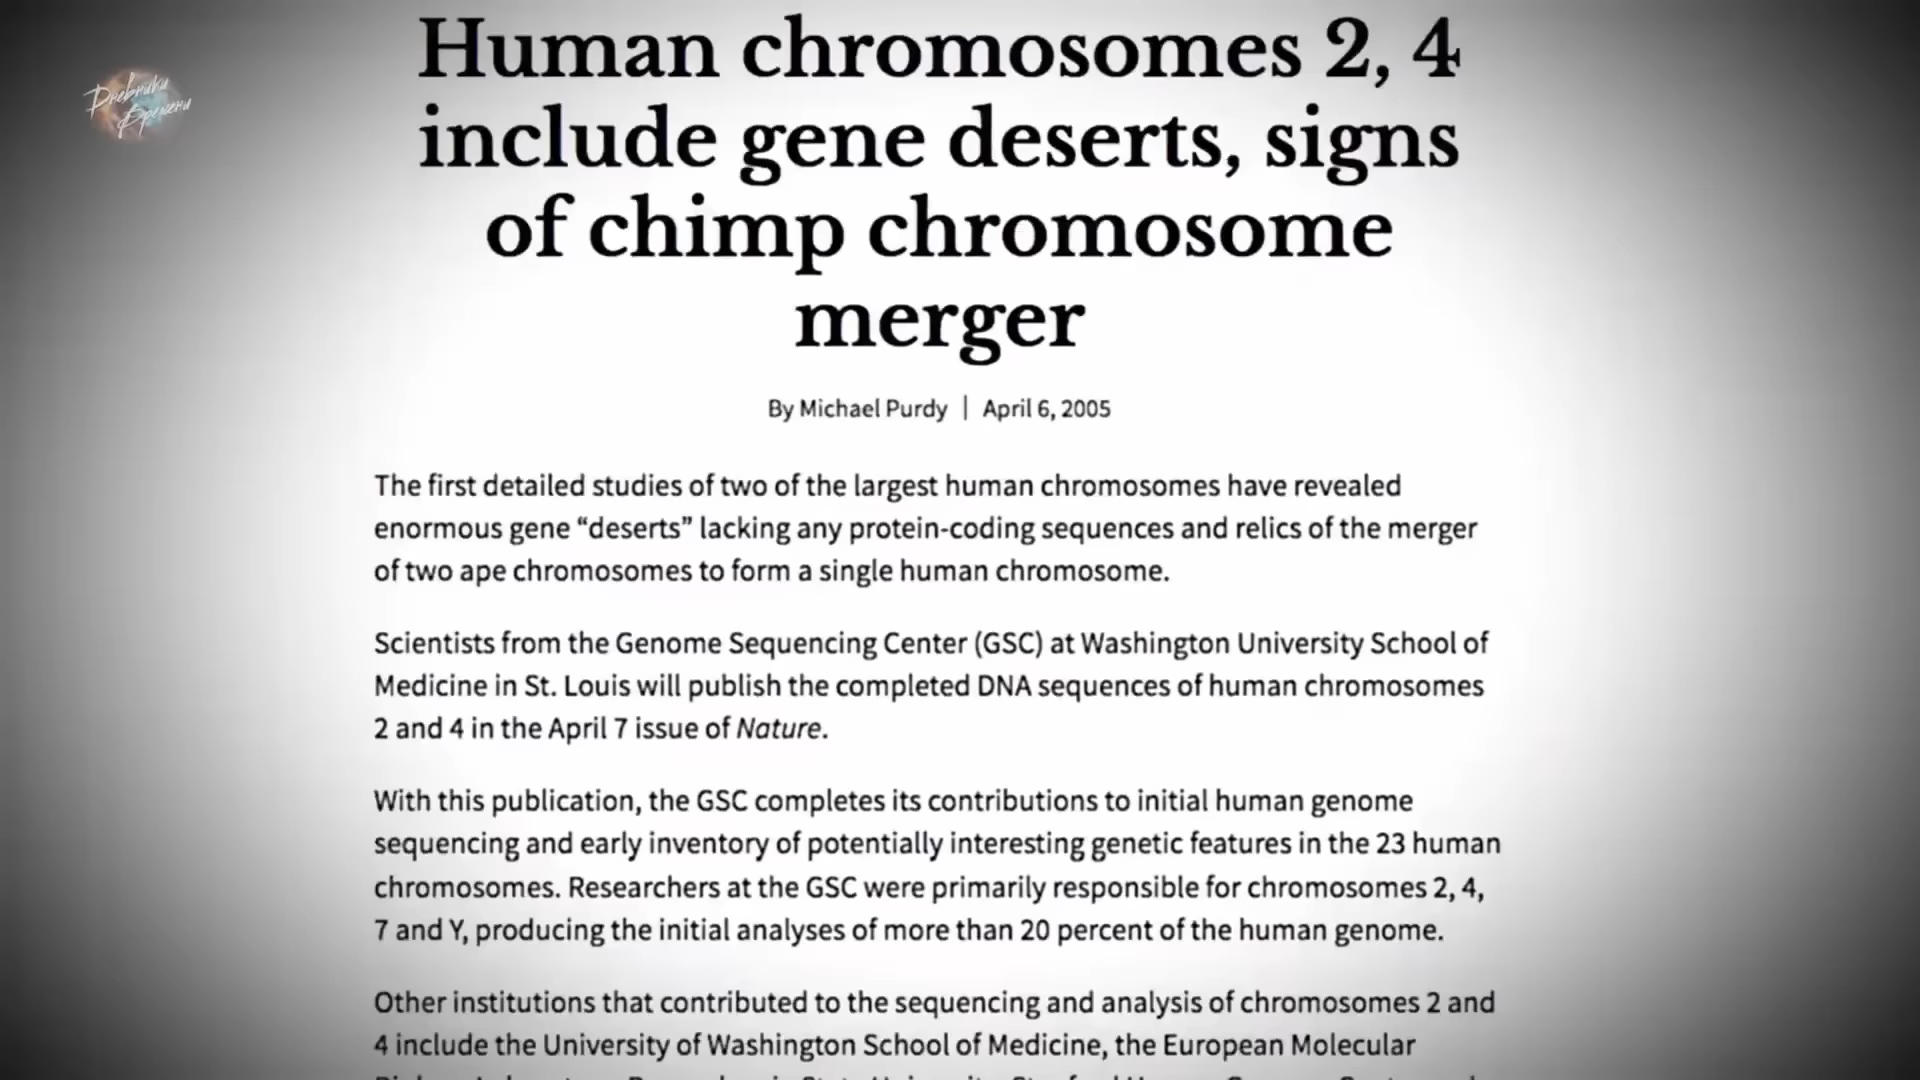 Дневники
Времени
Human chromosomes 2, 4
include gene deserts, signs
of chimp chromosome
merger
By Michael Purdy | April 6, 2005
The first detailed studies of two of the largest human chromosomes have revealed
enormous gene “deserts” lacking any protein-coding sequences and relics of the merger
of two ape chromosomes to form a single human chromosome.
Scientists from the Genome Sequencing Center (GSC) at Washington University School of
Medicine in St. Louis will publish the completed DNA sequences of human chromosomes
2 and 4 in the April 7 issue of Nature.
With this publication, the GSC completes its contributions to initial human genome
sequencing and early inventory of potentially interesting genetic features in the 23 human
chromosomes. Researchers at the GSC were primarily responsible for chromosomes 2, 4,
7 and Y, producing the initial analyses of more than 20 percent of the human genome.
Other institutions that contributed to the sequencing and analysis of chromosomes 2 and
4 include the University of Washington School of Medicine, the European Molecular